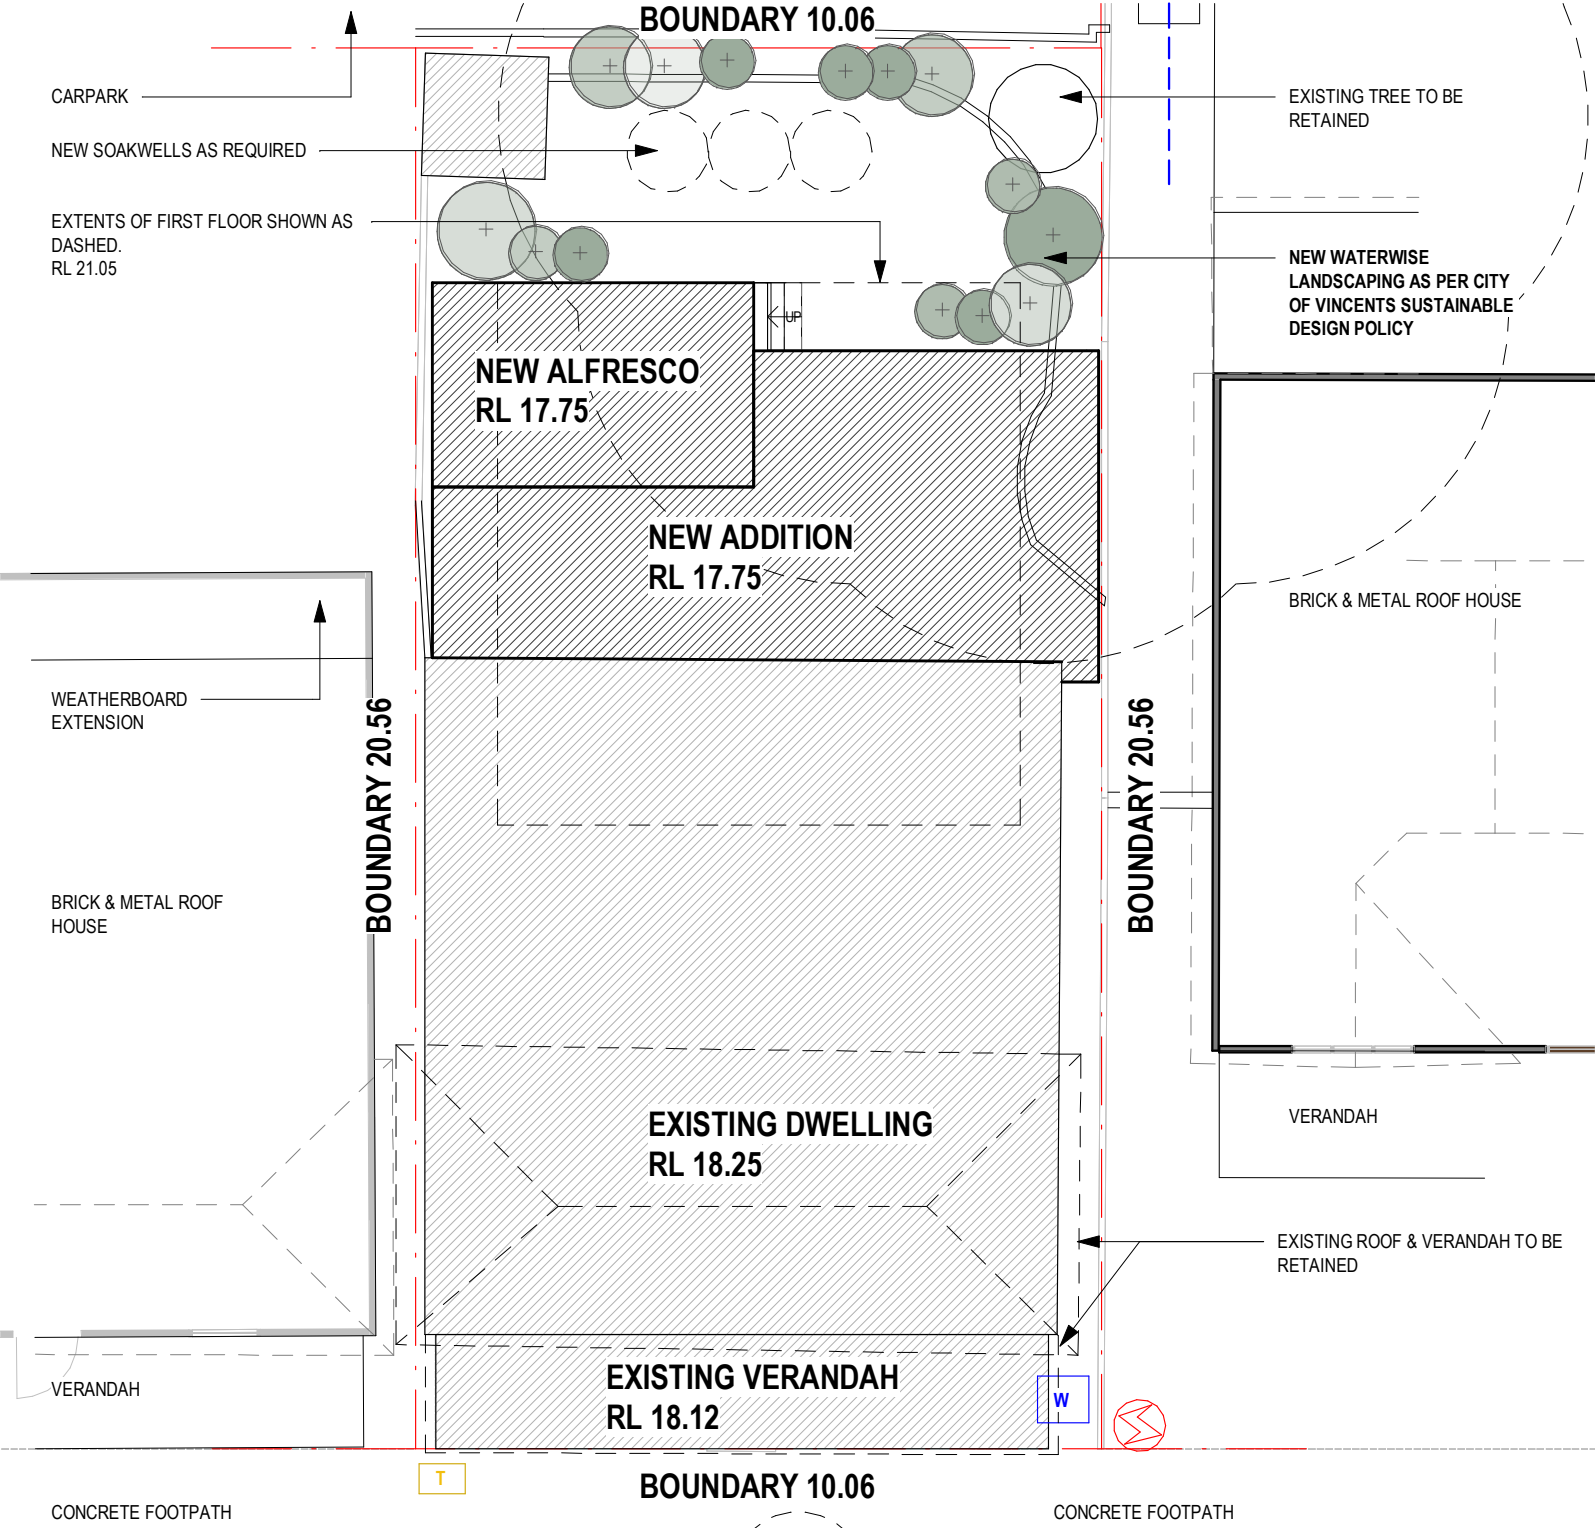 BOUNDARY 10.06
CARPARK
EXISTING TREE TO BE
RETAINED
NEW SOAKWELLS AS REQUIRED
EXTENTS OF FIRST FLOOR SHOWN AS
DASHED.
RL 21.05
NEW WATERWISE
LANDSCAPING AS PER CITY
OF VINCENTS SUSTAINABLE
DESIGN POLICY
UP
NEW ALFRESCO
RL 17.75
NEW ADDITION
RL 17.75
BRICK & METAL ROOF HOUSE
WEATHERBOARD
EXTENSION
BOUNDARY 20.56
BOUNDARY 20.56
BRICK & METAL ROOF
HOUSE
EXISTING DWELLING
RL 18.25
VERANDAH
EXISTING ROOF & VERANDAH TO BE
RETAINED
EXISTING VERANDAH
RL 18.12
VERANDAH
W
T
BOUNDARY 10.06
CONCRETE FOOTPATH
CONCRETE FOOTPATH